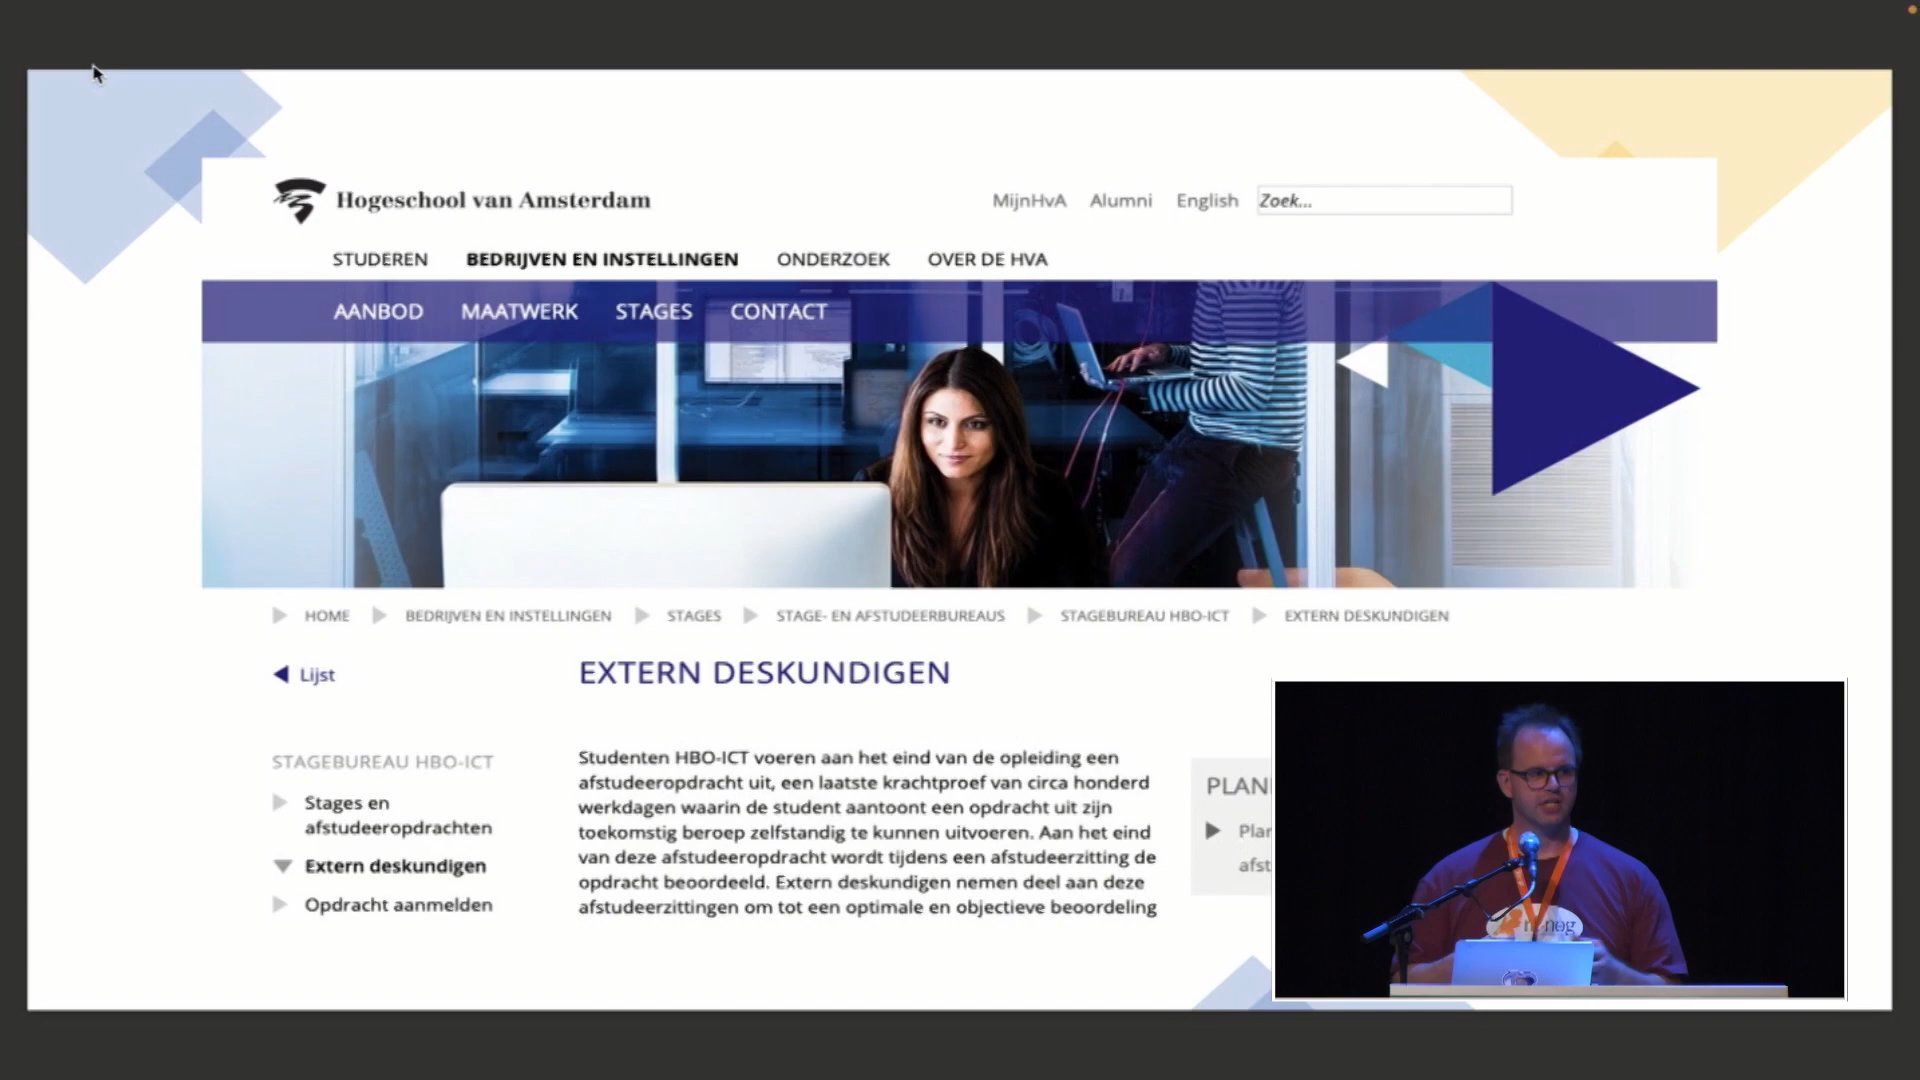 Hogeschool van Amsterdam
MijnHvA Alumni English Zoek...
STUDEREN BEDRIJVEN EN INSTELLINGEN ONDERZOEK OVER DE HVA
AANBOD MAATWERK STAGES CONTACT
HOME BEDRIJVEN EN INSTELLINGEN STAGES STAGE- EN AFSTUDEERBUREAUS STAGEBUREAU HBO-ICT EXTERN DESKUNDIGEN
Lijst
STAGEBUREAU HBO-ICT
Stages en
afstudeeropdrachten
Extern deskundigen
Opdracht aanmelden
EXTERN DESKUNDIGEN
Studenten HBO-ICT voeren aan het eind van de opleiding een
afstudeeropdracht uit, een laatste krachtproef van circa honderd
werkdagen waarin de student aantoont een opdracht uit zijn
toekomstig beroep zelfstandig te kunnen uitvoeren. Aan het eind
van deze afstudeeropdracht wordt tijdens een afstudeerzitting de
opdracht beoordeeld. Extern deskundigen nemen deel aan deze
afstudeerzittingen om tot een optimale en objectieve beoordeling
PLAN
Plan
afst
nog